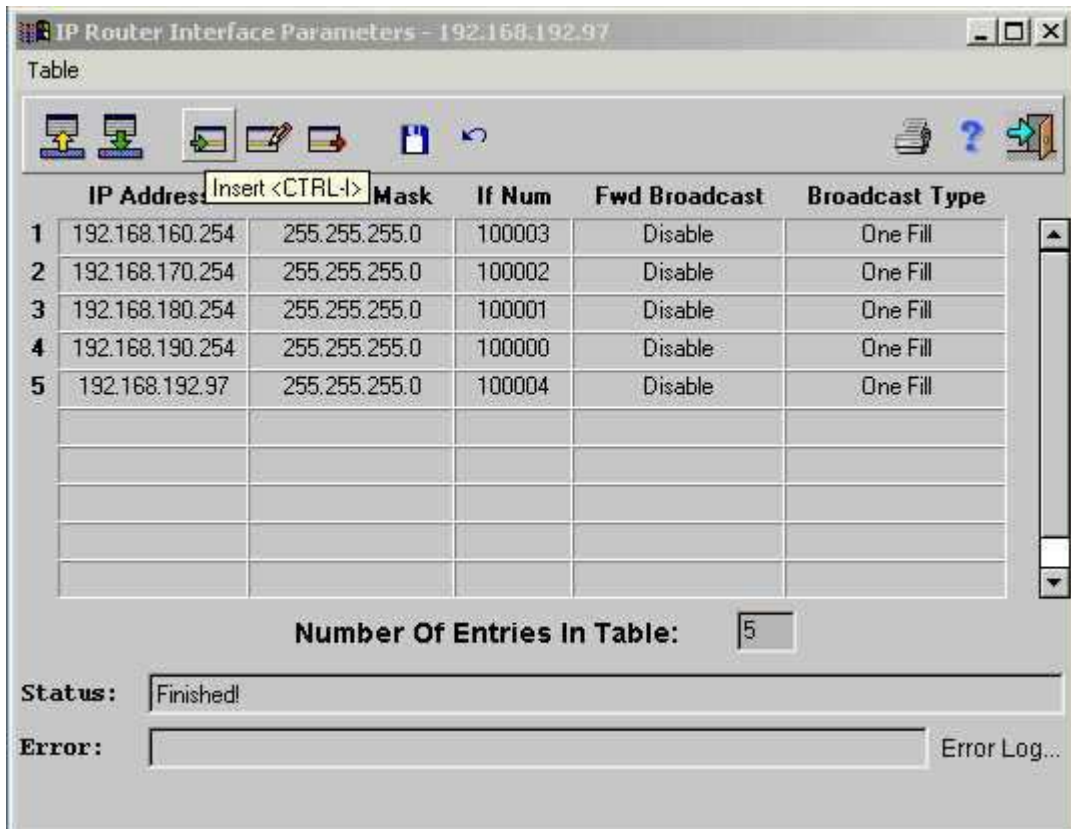 IP Router Interface Parameters - 192.168.192.97
Table
?
Insert <CTRL-I>
IP Address Mask If Num Fwd Broadcast Broadcast Type
1 192.168.160.254 255.255.255.0 100003 Disable One Fill
2 192.168.170.254 255.255.255.0 100002 Disable One Fill
3 192.168.180.254 255.255.255.0 100001 Disable One Fill
4 192.168.190.254 255.255.255.0 100000 Disable One Fill
5 192.168.192.97 255.255.255.0 100004 Disable One Fill
Number Of Entries In Table: 5
Status: Finished!
Error: Error Log...